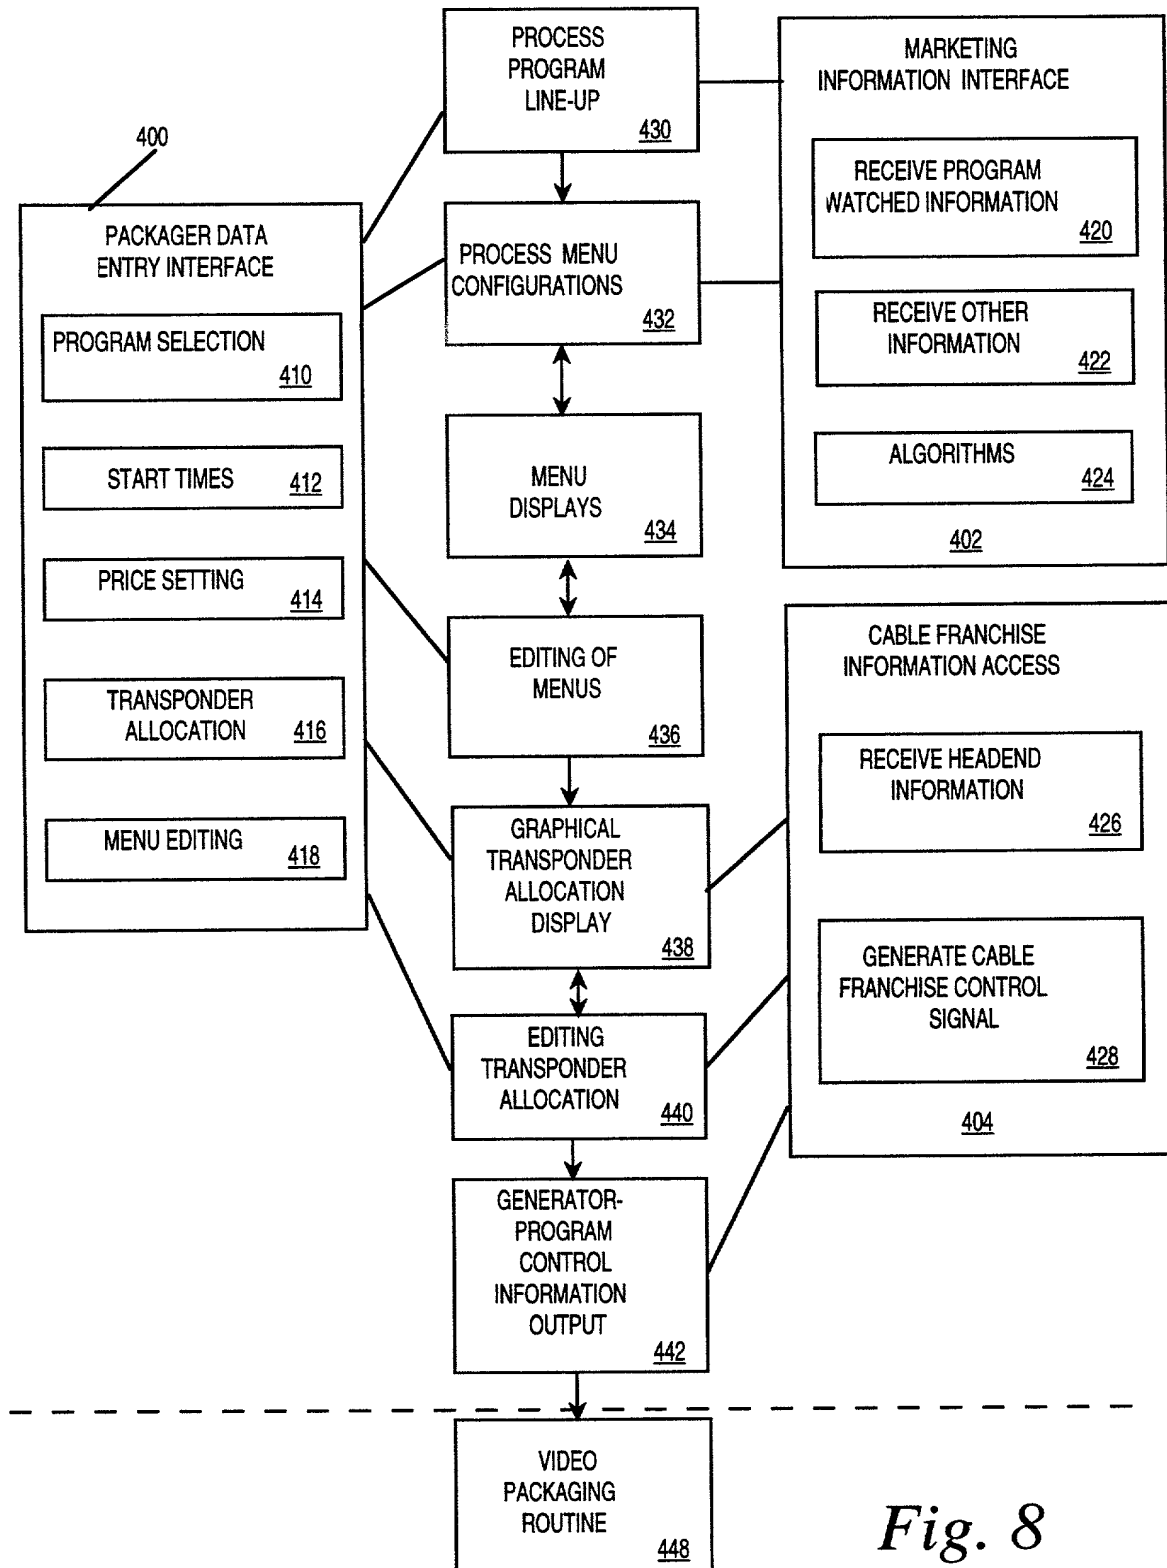 400
PACKAGER DATA
ENTRY INTERFACE
PROGRAM SELECTION
410
START TIMES 412
PRICE SETTING
414
TRANSPONDER
ALLOCATION 416
MENU EDITING 418
PROCESS
PROGRAM
LINE-UP
430
PROCESS MENU
CONFIGURATIONS
432
MENU
DISPLAYS
434
EDITING OF
MENUS
436
GRAPHICAL
TRANSPONDER
ALLOCATION
DISPLAY
438
EDITING
TRANSPONDER
ALLOCATION 440
GENERATOR-
PROGRAM
CONTROL
INFORMATION
OUTPUT
442
VIDEO
PACKAGING
ROUTINE
448
MARKETING
INFORMATION INTERFACE
RECEIVE PROGRAM
WATCHED INFORMATION
420
RECEIVE OTHER
INFORMATION
422
ALGORITHMS
424
402
CABLE FRANCHISE
INFORMATION ACCESS
RECEIVE HEADEND
INFORMATION
426
GENERATE CABLE
FRANCHISE CONTROL
SIGNAL
428
404
Fig. 8